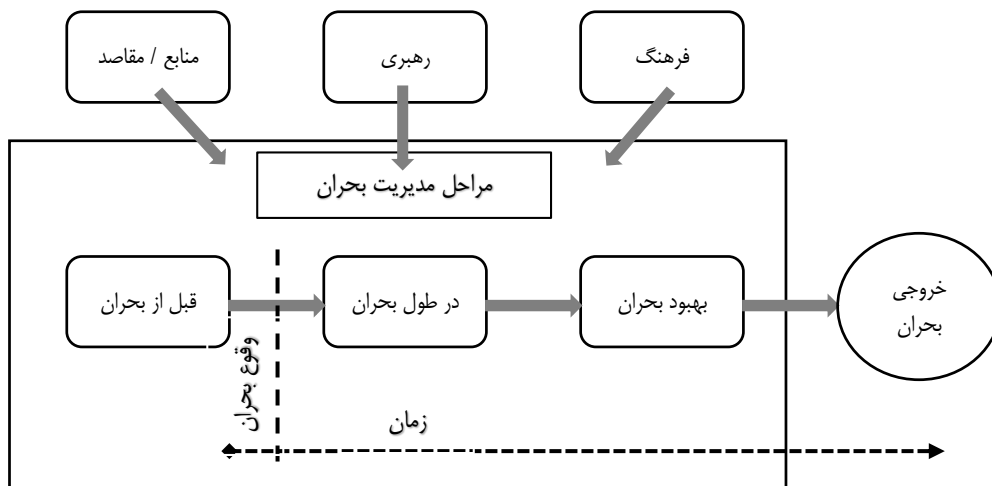 فرهنگ
رهبری
منابع / مقاصد
مراحل مدیریت بحران
قبل از بحران
در طول بحران
بهبود بحران
خروجی
بحران
وقوع بحران
زمان